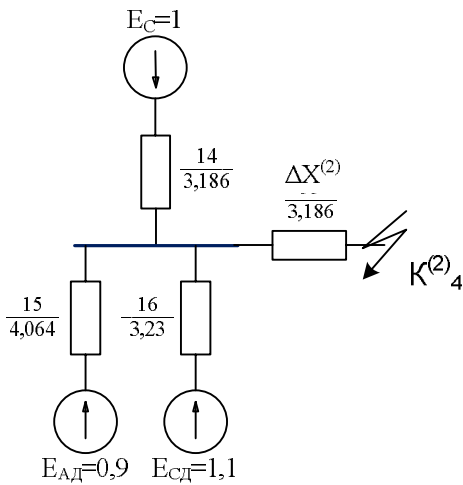 E_C=1
14
3,186
ΔX^(2)
3,186
K^(2)_4
15
4,064
16
3,23
E_АД=0,9
E_СД=1,1